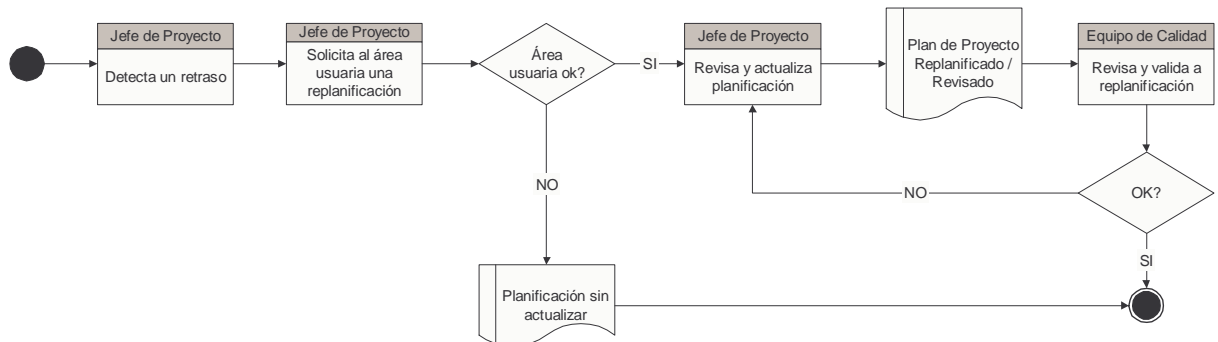 Jefe de Proyecto
Detecta un retraso
Jefe de Proyecto
Solicita al área
usuaria una
replanificación
Área
usuaria ok?
SI
Jefe de Proyecto
Revisa y actualiza
planificación
Plan de Proyecto
Replanificado /
Revisado
Equipo de Calidad
Revisa y valida a
replanificación
NO
NO
OK?
SI
Planificación sin
actualizar